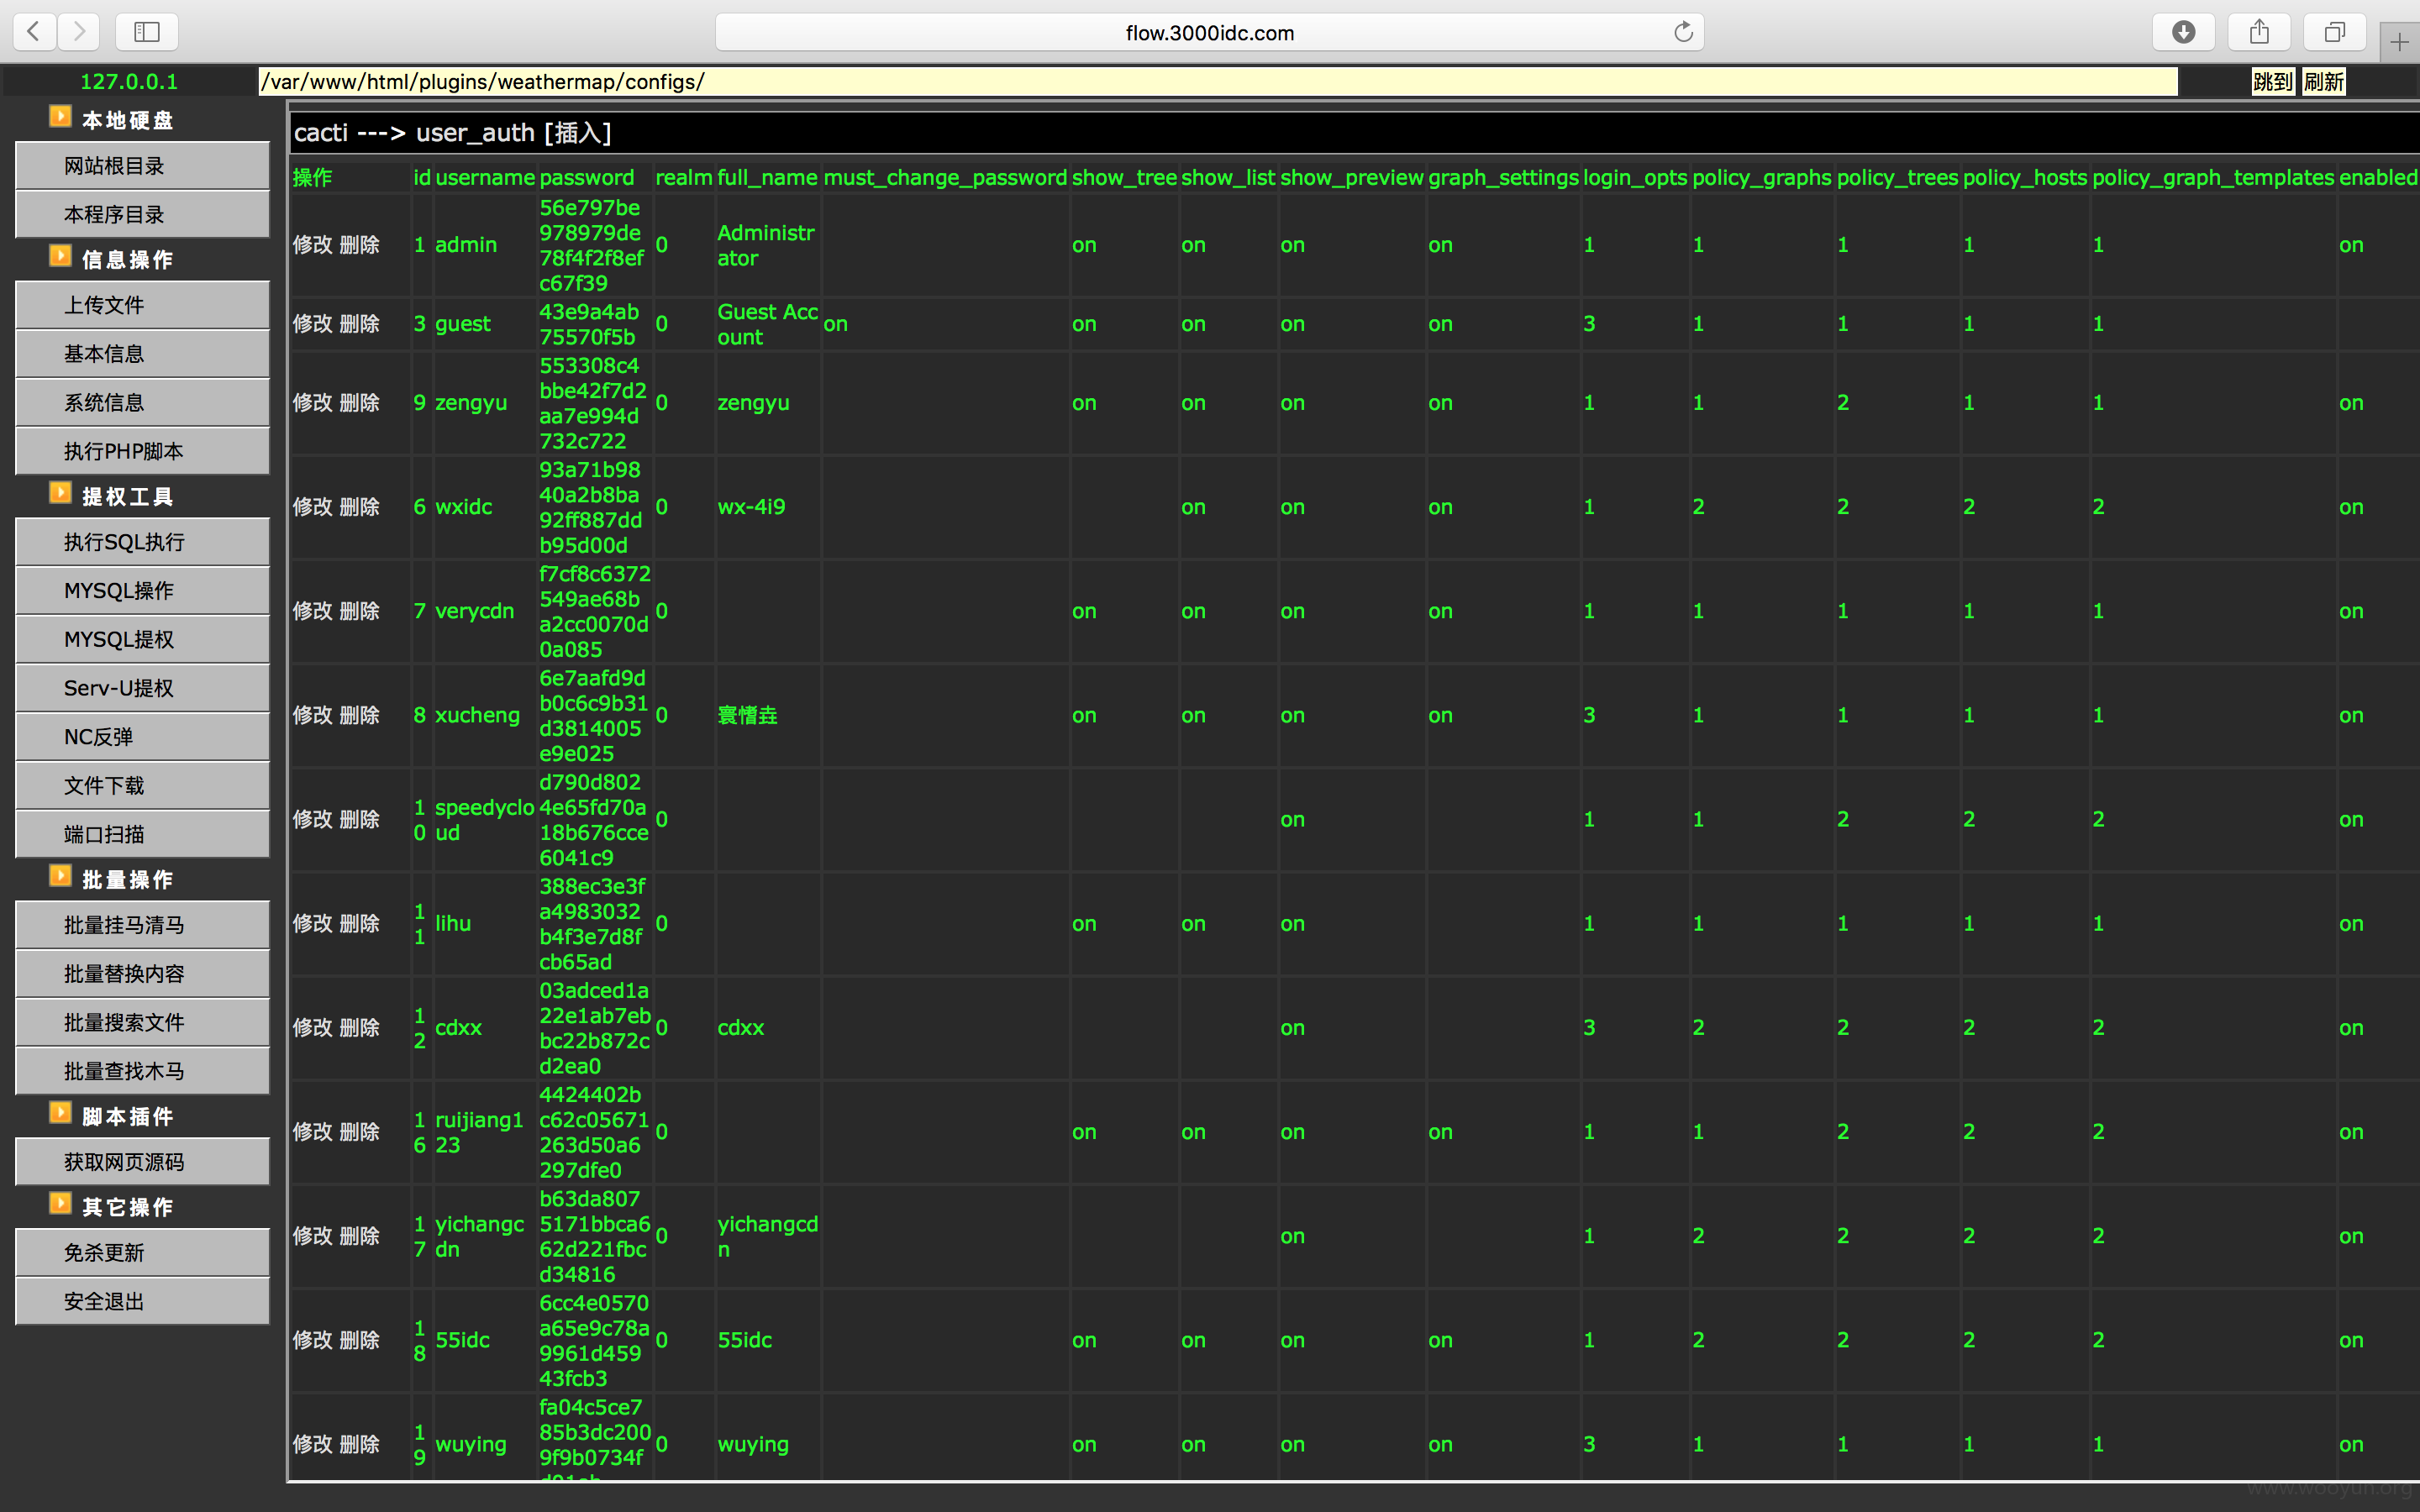 flow.3000idc.com
127.0.0.1
/var/www/html/plugins/weathermap/configs/
跳到 刷新
本地硬盘
网站根目录
本程序目录
信息操作
上传文件
基本信息
系统信息
执行PHP脚本
提权工具
执行SQL执行
MYSQL操作
MYSQL提权
Serv-U提权
NC反弹
文件下载
端口扫描
批量操作
批量挂马清马
批量替换内容
批量搜索文件
批量查找木马
脚本插件
获取网页源码
其它操作
免杀更新
安全退出
cacti ---> user_auth [插入]
操作 id username password realm full_name must_change_password show_tree show_list show_preview graph_settings login_opts policy_graphs policy_trees policy_hosts policy_graph_templates enabled
修改 删除 1 admin 56e797be978979de78f4f2f8efc67f39 0 Administrator on on on on 1 1 1 1 1 on
修改 删除 3 guest 43e9a4ab75570f5b 0 Guest Account on on on on on 3 1 1 1 1
修改 删除 9 zengyu 553308c4bbe42f7d2aa7e994d732c722 0 zengyu on on on on 1 1 2 1 1 on
修改 删除 6 wxidc 93a71b9840a2b8ba92ff887ddb95d00d 0 wx-4i9 on on on 1 2 2 2 2 on
修改 删除 7 verycdn f7cf8c6372549ae68ba2cc0070d0a085 0 on on on on 1 1 1 1 1 on
修改 删除 8 xucheng 6e7aafd9db0c6c9b31d3814005e9e025 0 寰愭垚 on on on on 3 1 1 1 1 on
修改 删除 10 speedycloud d790d8024e65fd70a18b676cce6041c9 0 on 1 1 2 2 2 on
修改 删除 11 lihu 388ec3e3fa4983032b4f3e7d8fcb65ad 0 on on on 1 1 1 1 1 on
修改 删除 12 cdxx 03adced1a22e1ab7ebbc22b872cd2ea0 0 cdxx on 3 2 2 2 2 on
修改 删除 16 ruijiang123 4424402bc62c05671263d50a6297dfe0 0 on on on on 1 1 2 2 2 on
修改 删除 17 yichangcdn b63da8075171bbca662d221fbcd34816 0 yichangcdn on 1 2 2 2 2 on
修改 删除 18 55idc 6cc4e0570a65e9c78a9961d45943fcb3 0 55idc on on on on 1 2 2 2 2 on
修改 删除 19 wuying fa04c5ce785b3dc2009f9b0734f 0 wuying on on on on 3 1 1 1 1 on
www.wooyun.org